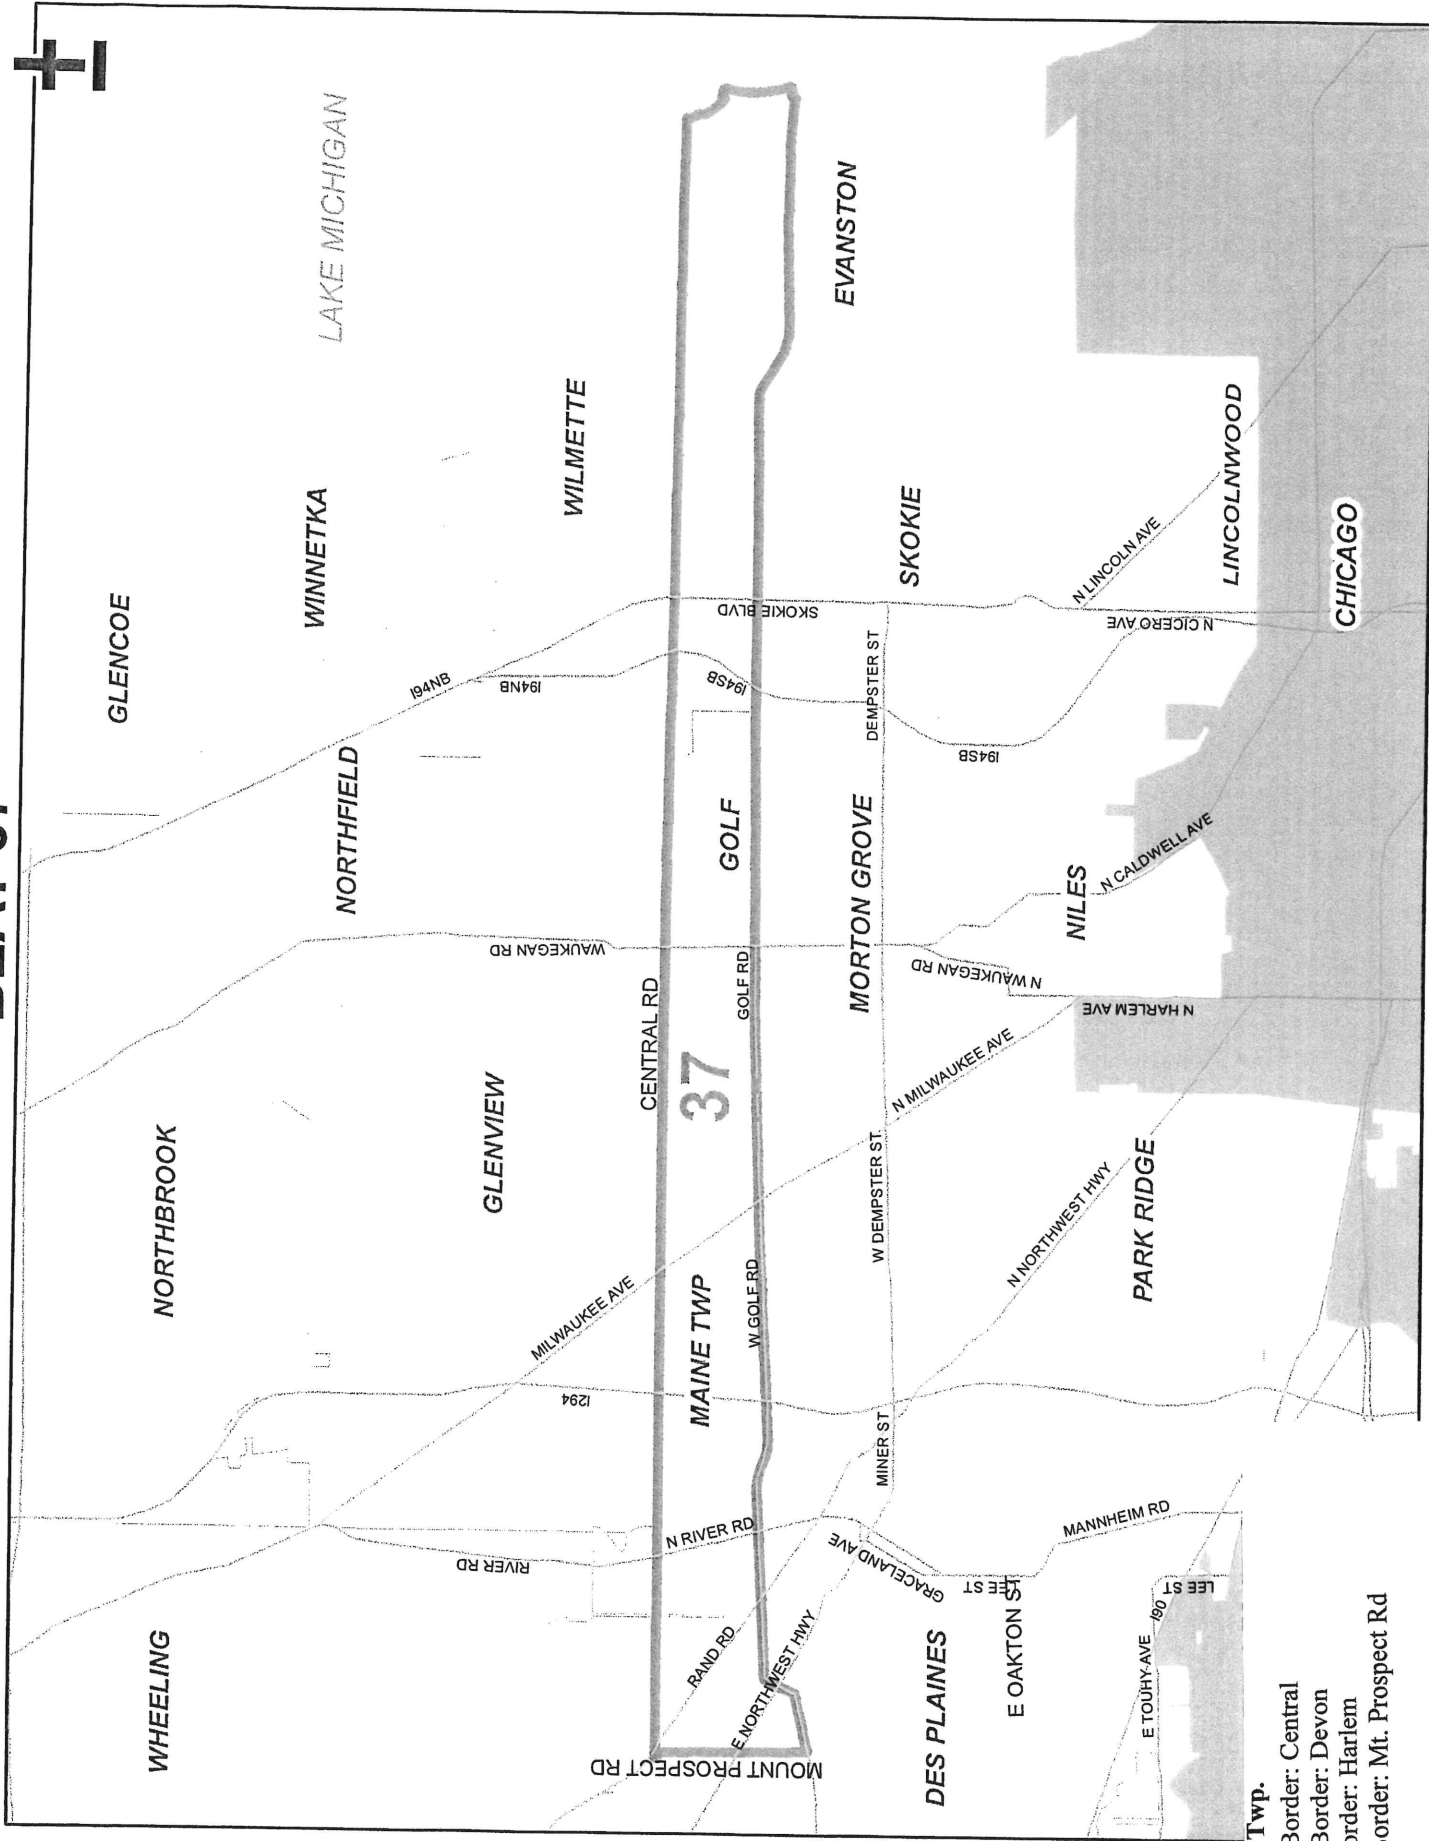 LAKE MICHIGAN
GLENCOE
WINNETKA
WILMETTE
NORTHFIELD
NORTHBROOK
GLENVIEW
WHEELING
I94NB
I94NB
WAUKEGAN RD
MILWAUKEE AVE
I294
RIVER RD
CENTRAL RD
37
GOLF
MAINE TWP
I94SB
SKOKIE BLVD
GOLF RD
W GOLF RD
N RIVER RD
RAND RD
E NORTHWEST HWY
MOUNT PROSPECT RD
EVANSTON
SKOKIE
DEMPSTER ST
MORTON GROVE
I94SB
N LINCOLN AVE
N CICERO AVE
LINCOLNWOOD
CHICAGO
N CALDWELL AVE
NILES
N WAUKEGAN RD
N HARLEM AVE
N MILWAUKEE AVE
W DEMPSTER ST
N NORTHWEST HWY
PARK RIDGE
MINER ST
GRACELAND AVE
LEE ST
MANNHEIM RD
E OAKTON ST
DES PLAINES
E TOUHY AVE
I90
LEE ST
Twp.
Border: Central
Border: Devon
order: Harlem
order: Mt. Prospect Rd